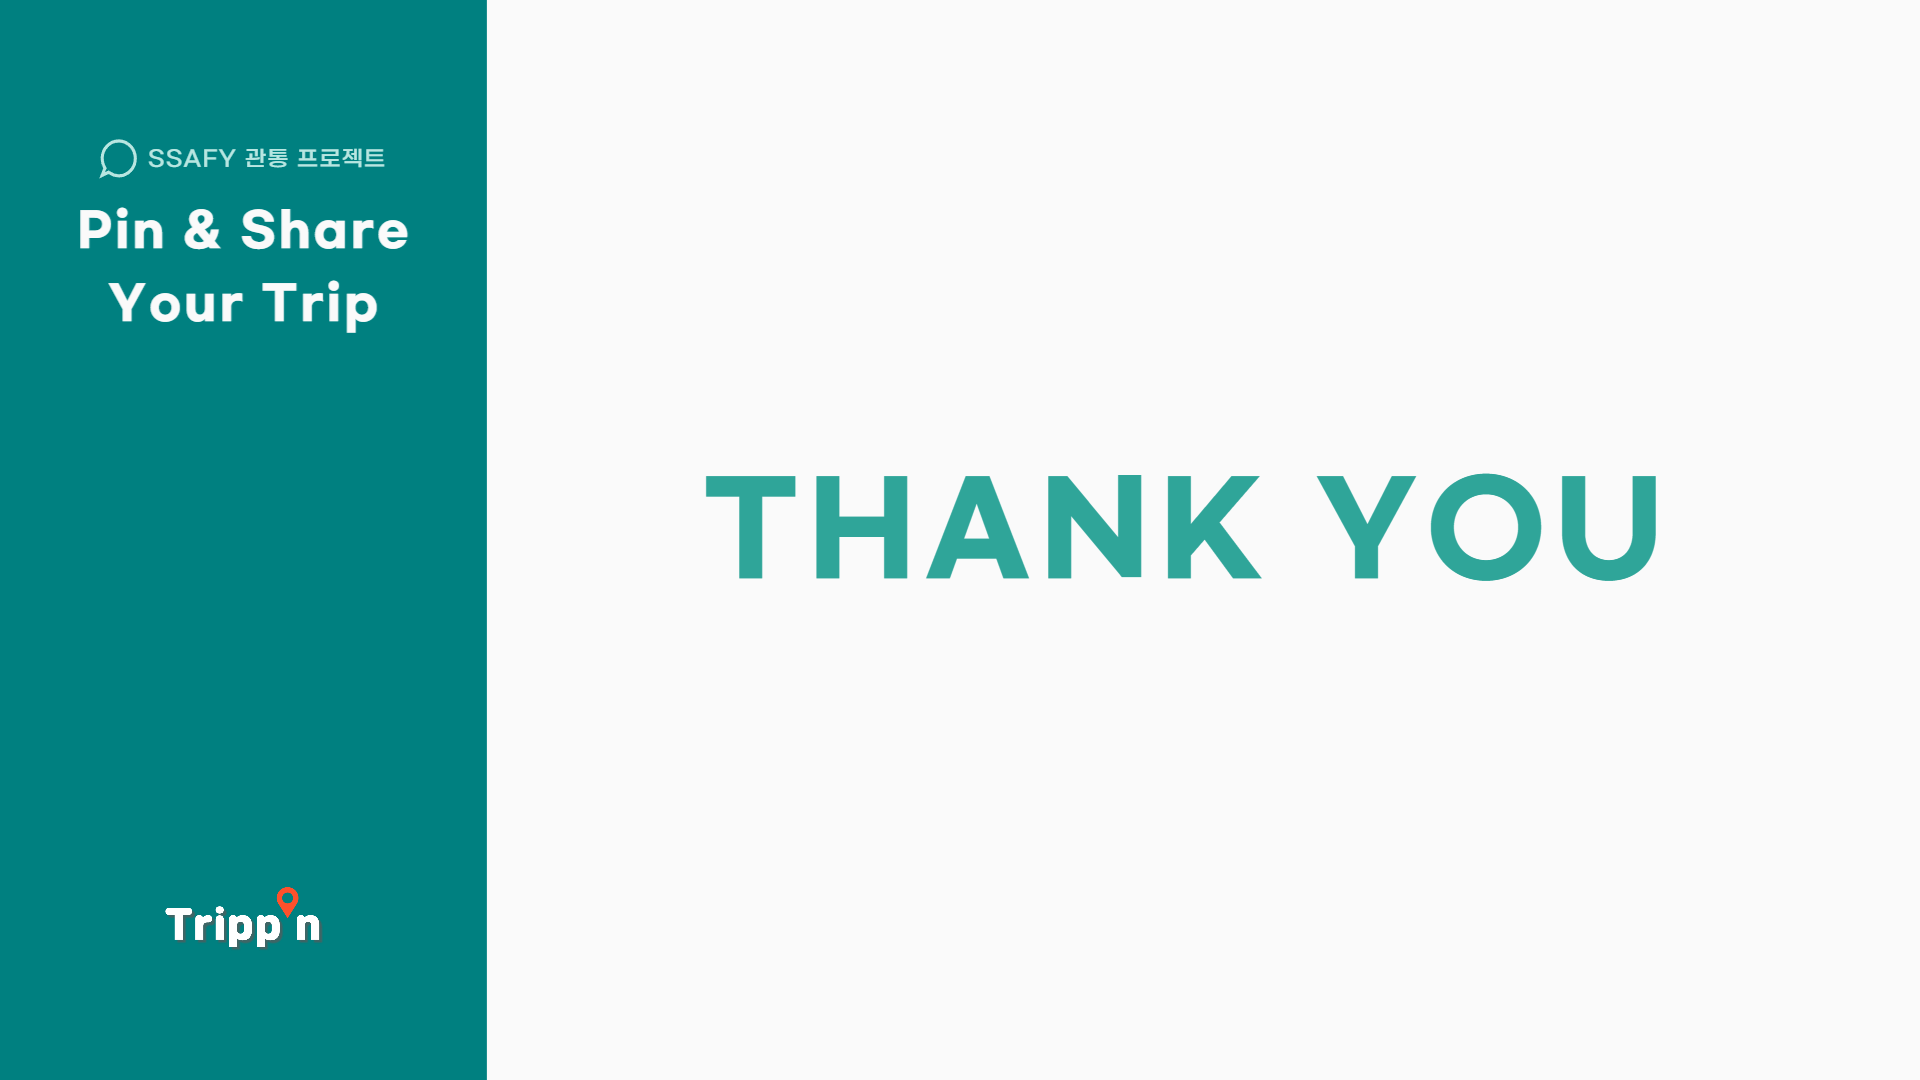 SSAFY 관통 프로젝트
Pin & Share
Your Trip
Tripp'n
THANK YOU